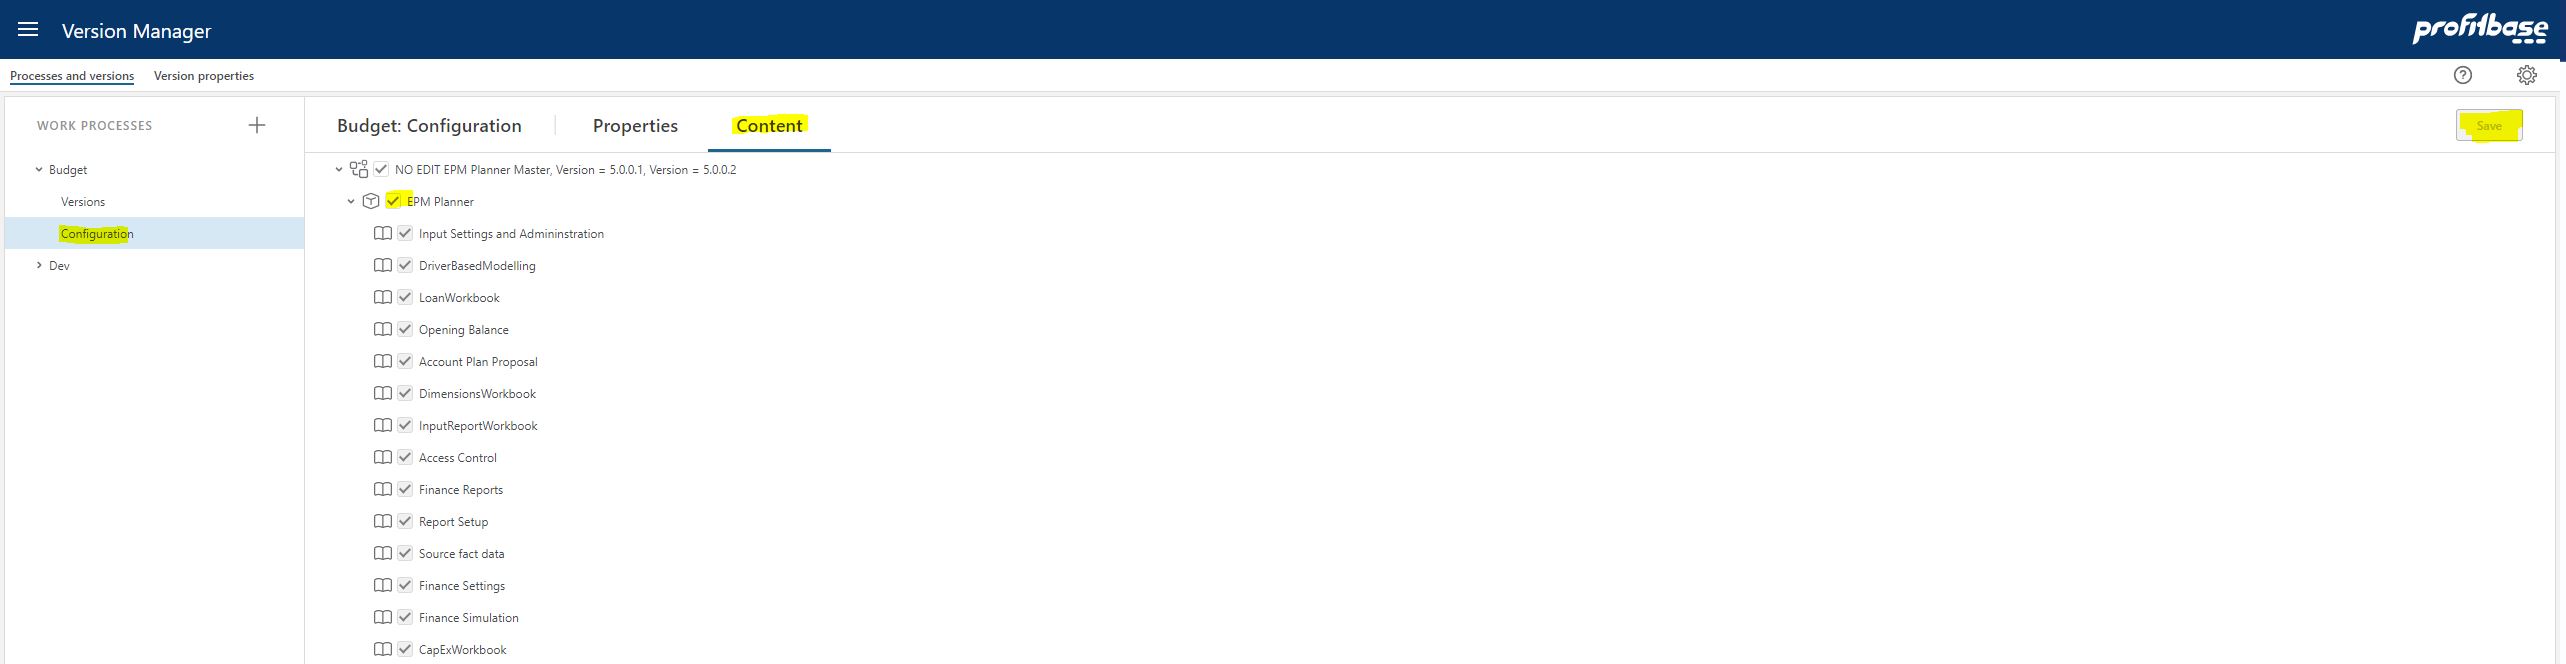 Version Manager
profitbase
Processes and versions Version properties
WORK PROCESSES
Budget
Versions
Configuration
Dev
Budget: Configuration Properties Content
Save
NO EDIT EPM Planner Master, Version = 5.0.0.1, Version = 5.0.0.2
EPM Planner
Input Settings and Admininstration
DriverBasedModelling
LoanWorkbook
Opening Balance
Account Plan Proposal
DimensionsWorkbook
InputReportWorkbook
Access Control
Finance Reports
Report Setup
Source fact data
Finance Settings
Finance Simulation
CapExWorkbook